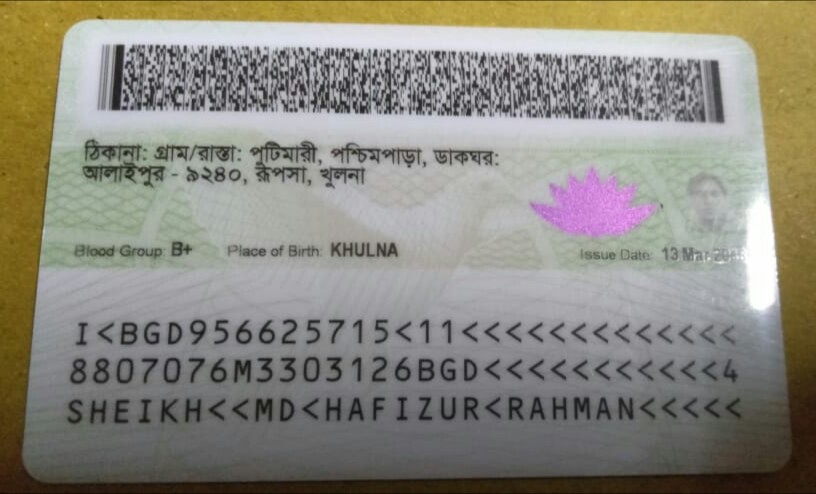 ঠিকানা: গ্রাম/রাস্তা: পুটিমারী, পশ্চিমপাড়া, ডাকঘর:
আলাইপুর - ৯২৪০, রূপসা, খুলনা
Blood Group: B+ Place of Birth: KHULNA Issue Date: 13 Mar
I<BGD956625715<11<<<<<<<<<<<<<
8807076M3303126BGD<<<<<<<<<<<4
SHEIKH<<MD<HAFIZUR<RAHMAN<<<<<